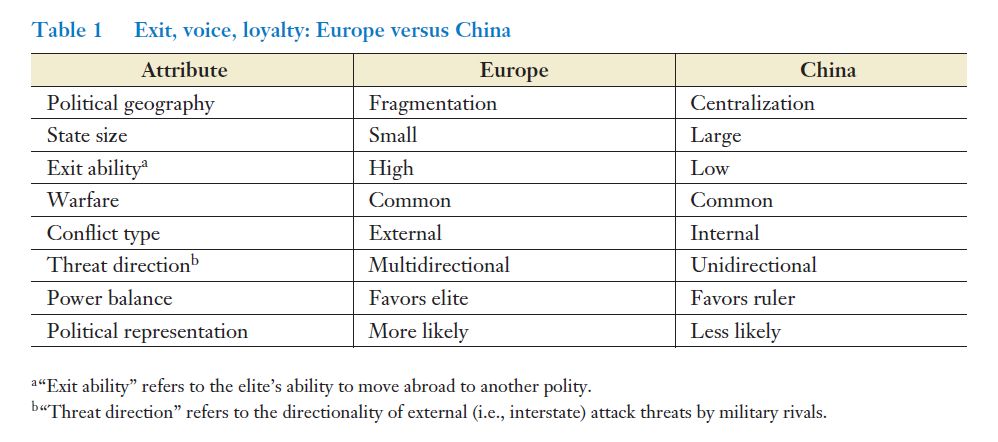 Table 1 Exit, voice, loyalty: Europe versus China
Attribute Europe China
Political geography Fragmentation Centralization
State size Small Large
Exit abilityᵃ High Low
Warfare Common Common
Conflict type External Internal
Threat directionᵇ Multidirectional Unidirectional
Power balance Favors elite Favors ruler
Political representation More likely Less likely
ᵃ“Exit ability” refers to the elite’s ability to move abroad to another polity.
ᵇ“Threat direction” refers to the directionality of external (i.e., interstate) attack threats by military rivals.